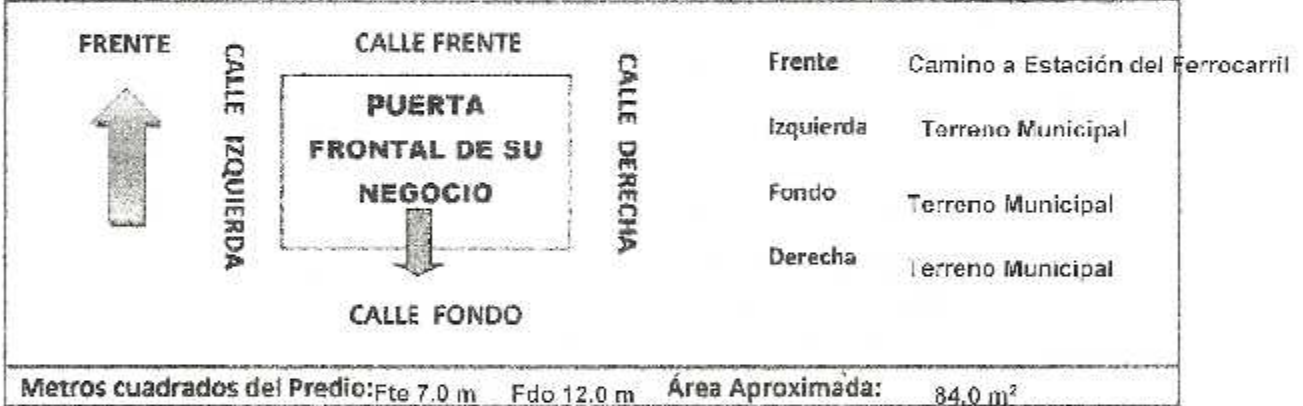 FRENTE
CALLE IZQUIERDA
CALLE FRENTE
PUERTA
FRONTAL DE SU
NEGOCIO
CALLE FONDO
CALLE DERECHA
Frente Camino a Estación del Ferrocarril
Izquierda Terreno Municipal
Fondo Terreno Municipal
Derecha Terreno Municipal
Metros cuadrados del Predio: Fte 7.0 m Fdo 12.0 m Área Aproximada: 84.0 m²